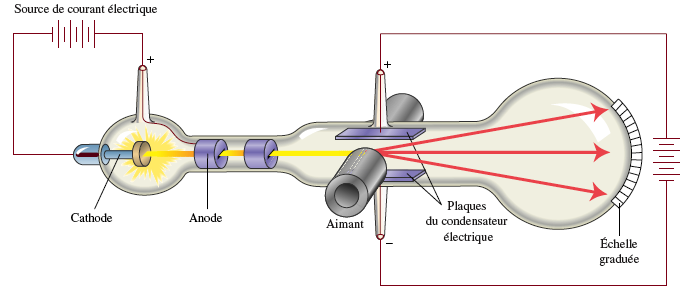 Source de courant électrique
+
+
Cathode
Anode
Aimant
Plaques
du condensateur
électrique
−
Échelle
graduée